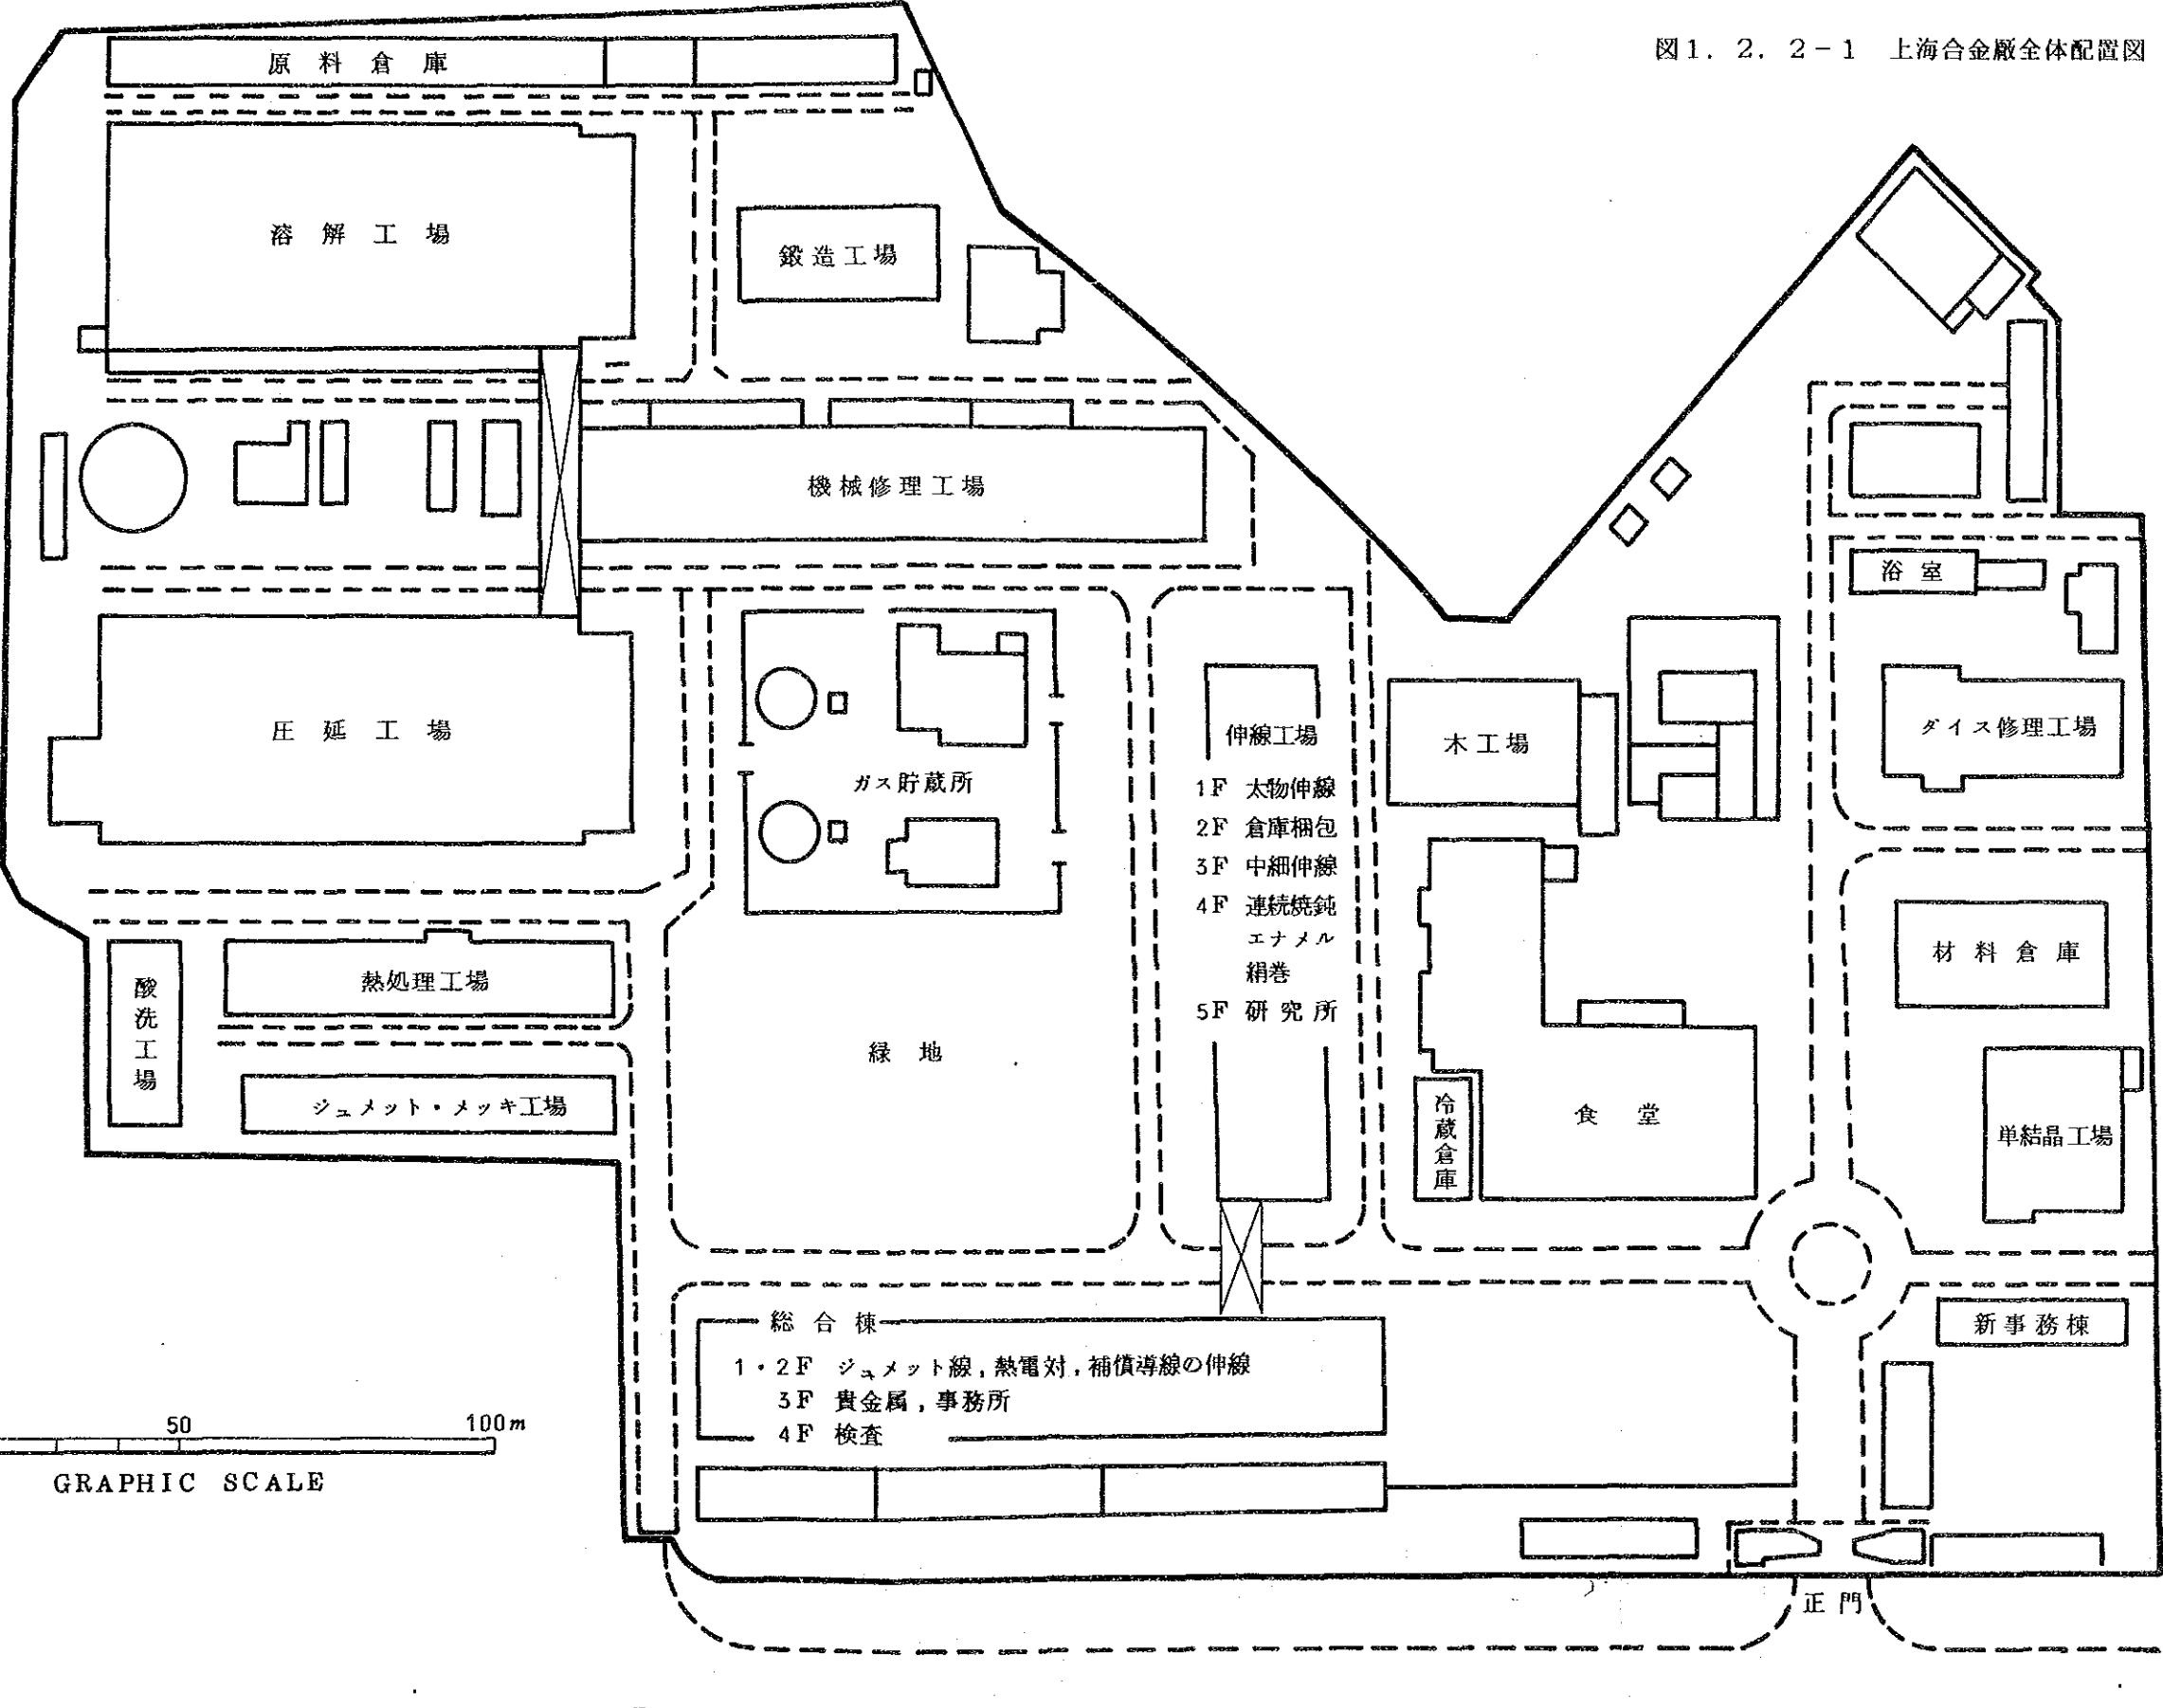 図1.2.2-1 上海合金廠全体配置図
原料倉庫
溶解工場
鍛造工場
機械修理工場
浴室
圧延工場
ガス貯蔵所
伸線工場
1F 太物伸線
2F 倉庫梱包
3F 中細伸線
4F 連続焼鈍
エナメル
絹巻
5F 研究所
木工場
ダイス修理工場
材料倉庫
酸洗工場
熱処理工場
ジュメット・メッキ工場
緑地
冷蔵倉庫
食堂
単結晶工場
総合棟
1・2F ジュメット線,熱電対,補償導線の伸線
3F 貴金属,事務所
4F 検査
新事務棟
50 100m
GRAPHIC SCALE
正門